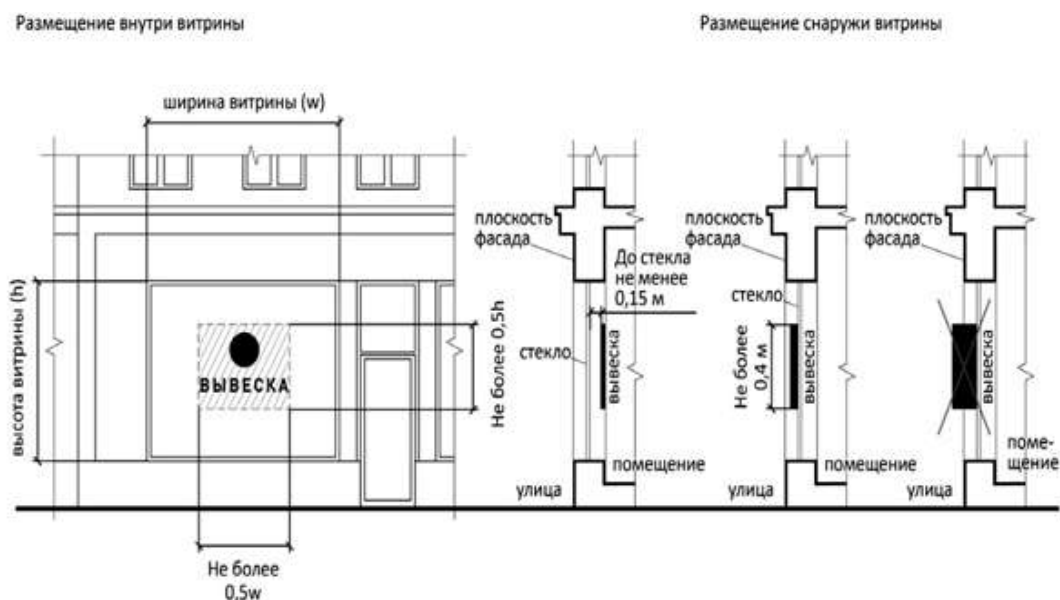 Размещение внутри витрины
Размещение снаружи витрины
ширина витрины (w)
высота витрины (h)
ВЫВЕСКА
Не более 0,5h
Не более
0,5w
плоскость
фасада
До стекла
не менее
0,15 м
стекло
вывеска
помещение
улица
плоскость
фасада
стекло
Не более
0,4 м
вывеска
помещение
улица
плоскость
фасада
вывеска
поме-
щение
улица